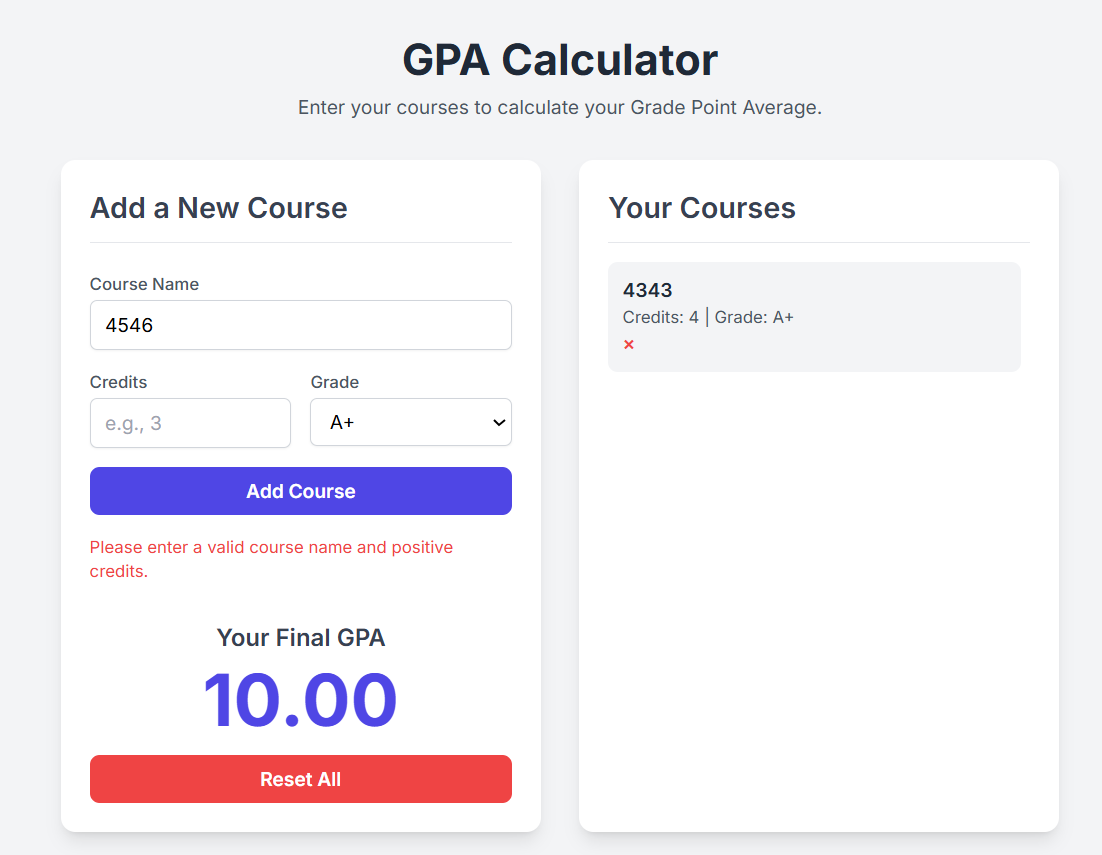 GPA Calculator
Enter your courses to calculate your Grade Point Average.
Add a New Course
Course Name
4546
Credits
Grade
e.g., 3
A+
Add Course
Please enter a valid course name and positive
credits.
Your Final GPA
10.00
Reset All
Your Courses
4343
Credits: 4 | Grade: A+
×